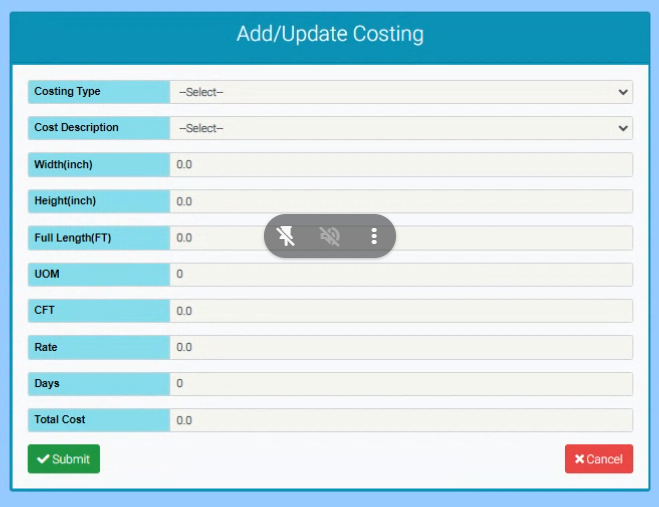 Add/Update Costing
Costing Type --Select--
Cost Description --Select--
Width(inch) 0.0
Height(inch) 0.0
Full Length(FT) 0.0
UOM 0
CFT 0.0
Rate 0.0
Days 0
Total Cost 0.0
Submit Cancel